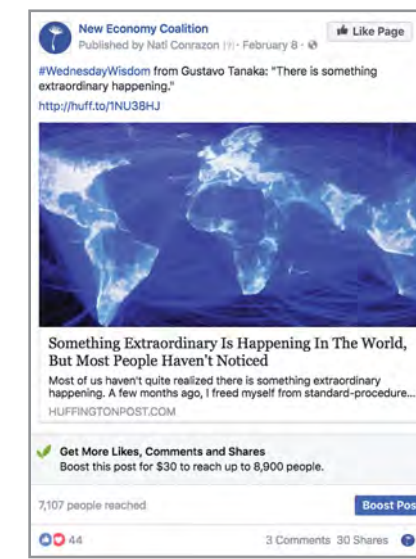 New Economy Coalition
Like Page
Published by Nati Conrazon [?] · February 8 ·
#WednesdayWisdom from Gustavo Tanaka: "There is something
extraordinary happening."
http://huff.to/1NU38HJ
Something Extraordinary Is Happening In The World,
But Most People Haven't Noticed
Most of us haven't quite realized there is something extraordinary
happening. A few months ago, I freed myself from standard-procedure...
HUFFINGTONPOST.COM
Get More Likes, Comments and Shares
Boost this post for $30 to reach up to 8,900 people.
7,107 people reached
Boost Pos
44
3 Comments 30 Shares